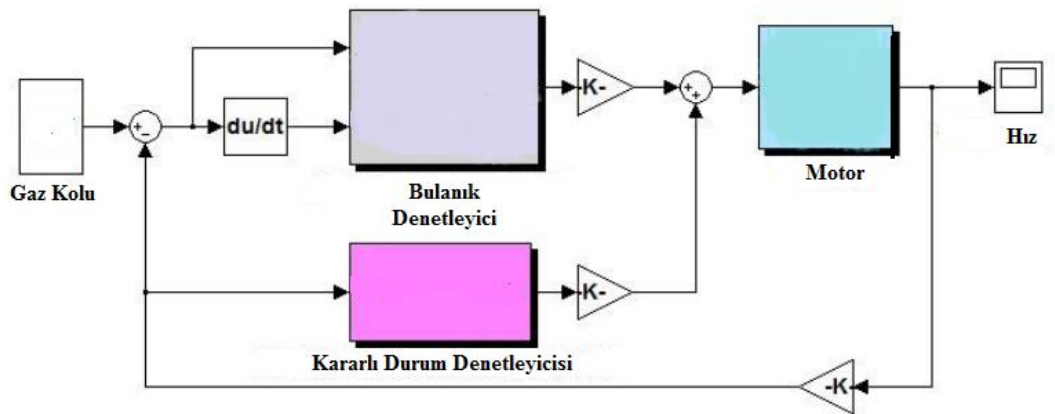 Gaz Kolu
+
-
du/dt
Bulanık
Denetleyici
-K-
+
+
Motor
Hız
Kararlı Durum Denetleyicisi
-K-
-K-